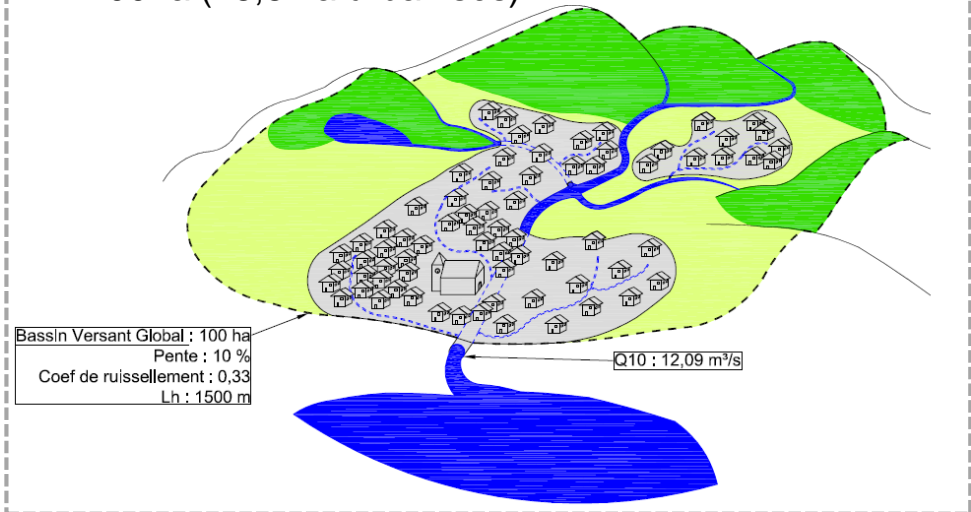 Bassin Versant Global : 100 ha
Pente : 10 %
Coef de ruissellement : 0,33
Lh : 1500 m
Q10 : 12,09 m³/s